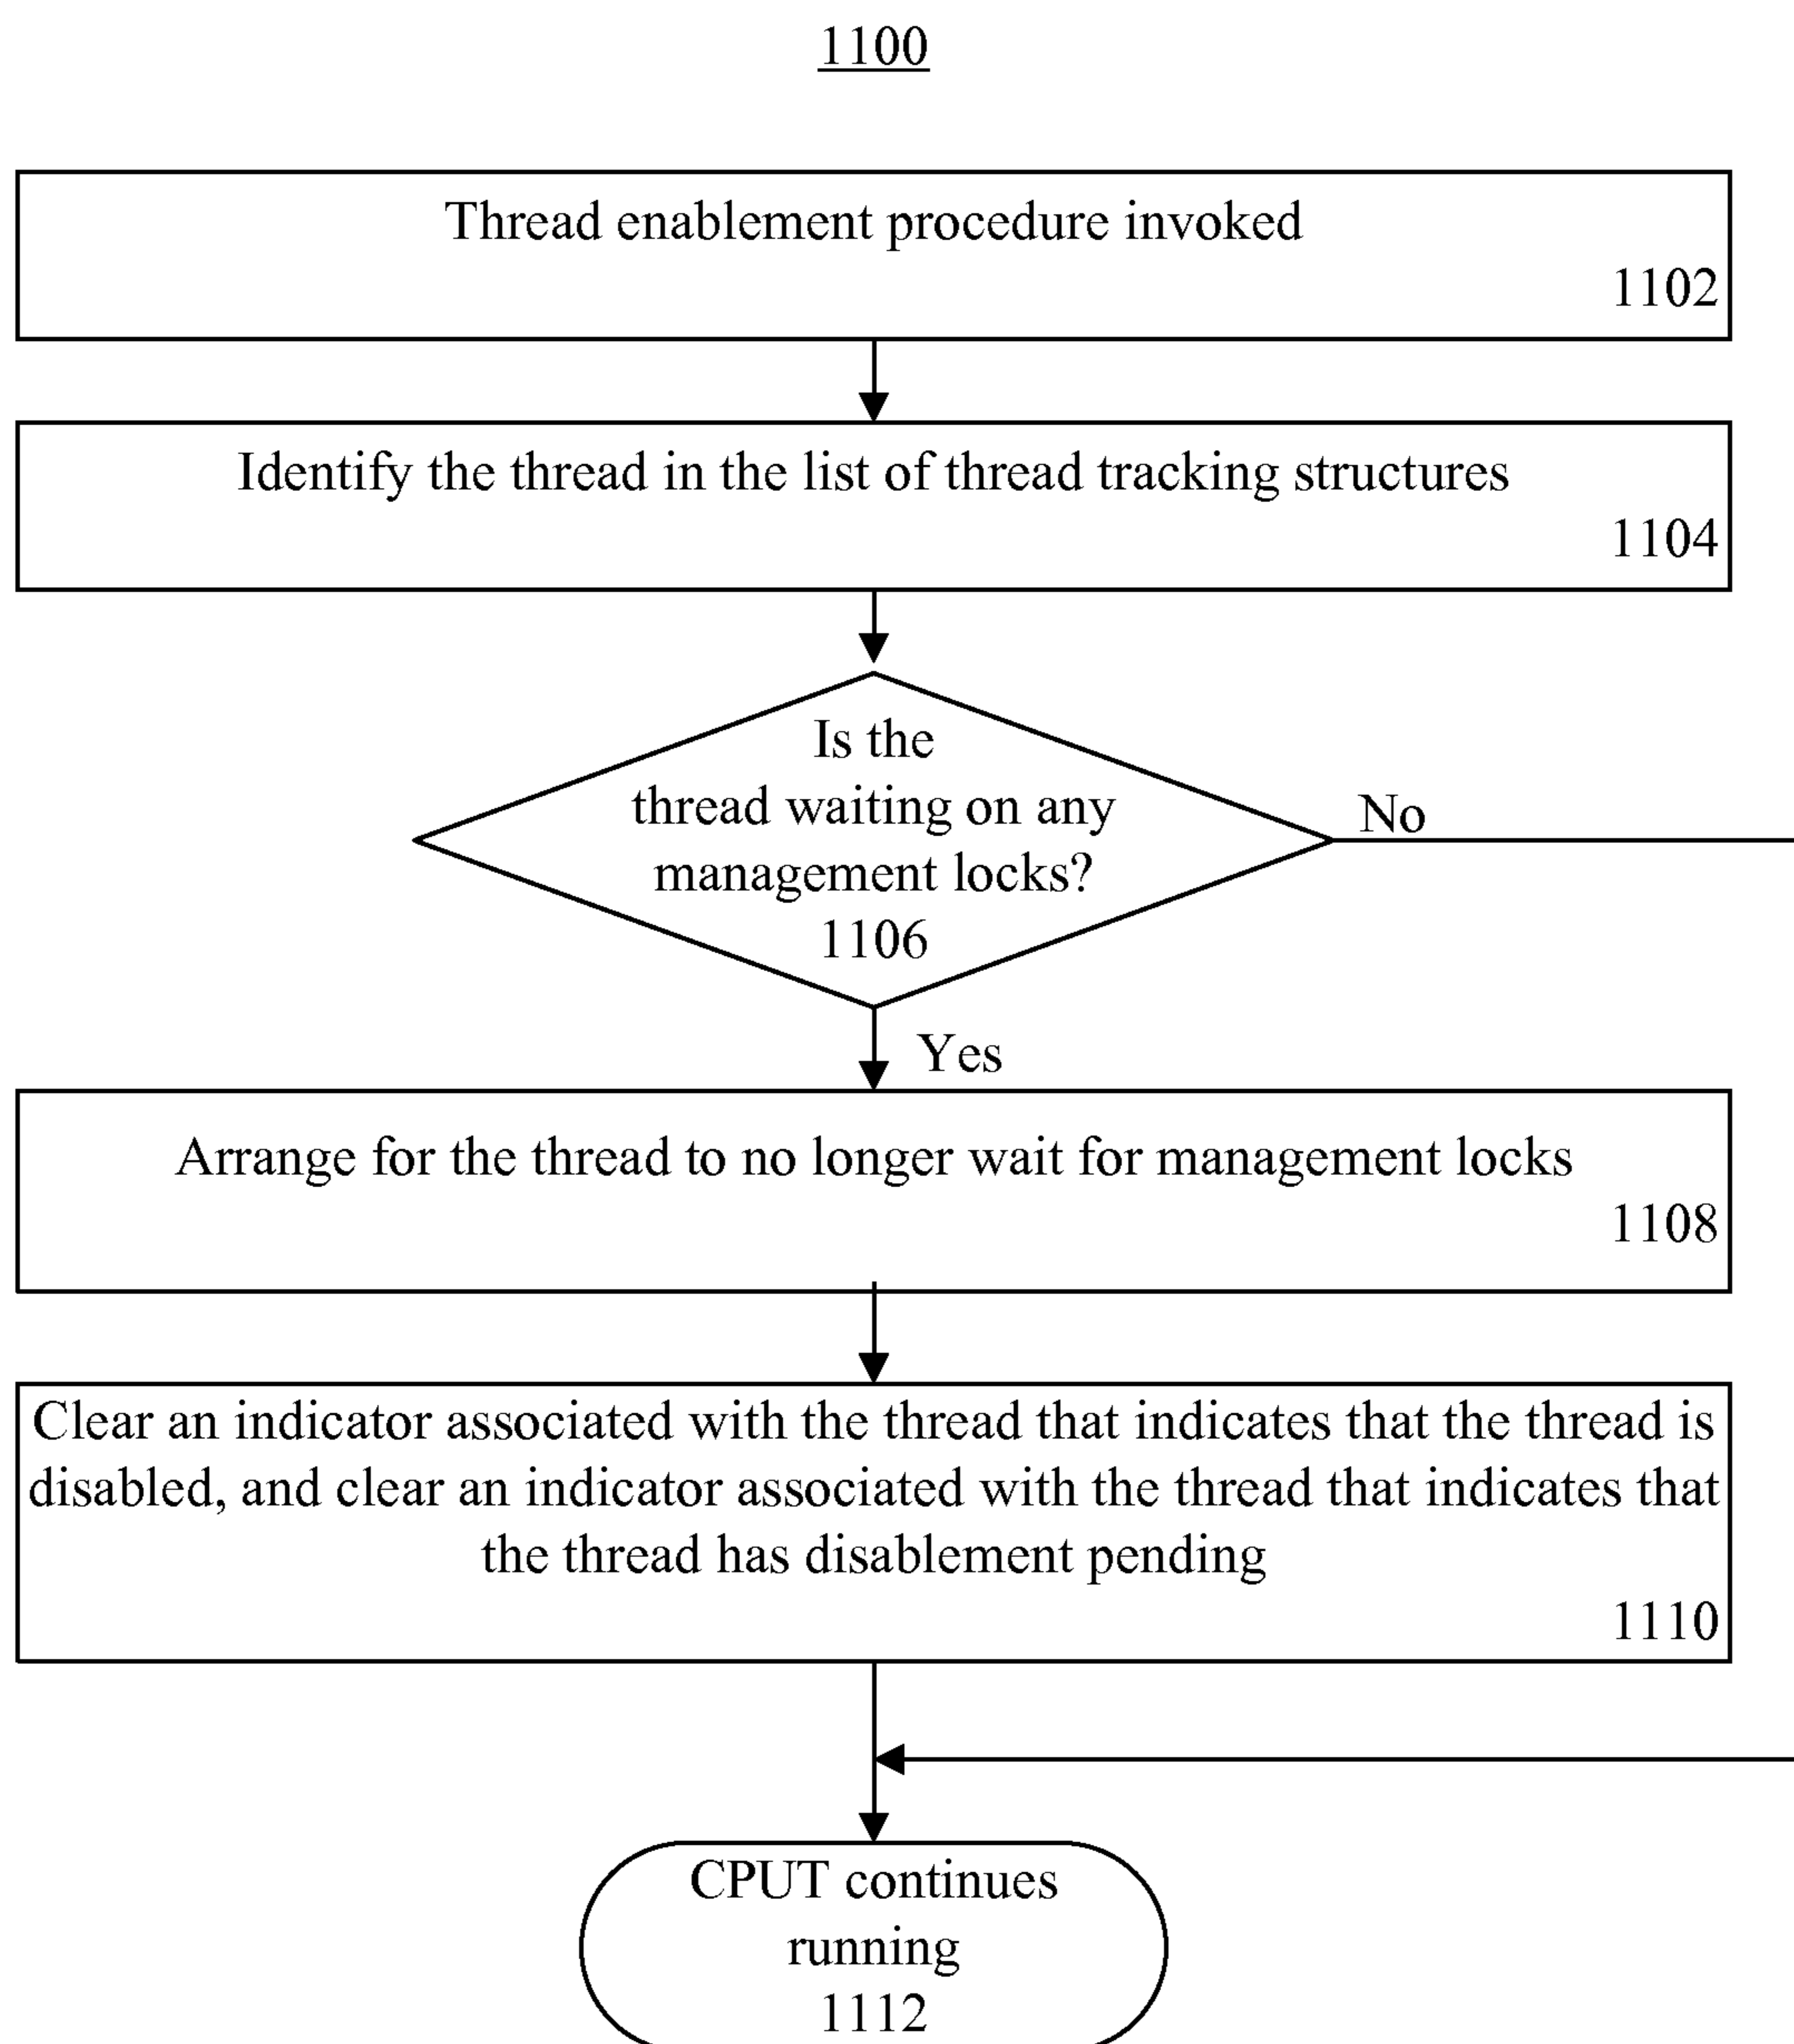 1100
Thread enablement procedure invoked
1102
Identify the thread in the list of thread tracking structures
1104
Is the
thread waiting on any
management locks?
1106
No
Yes
Arrange for the thread to no longer wait for management locks
1108
Clear an indicator associated with the thread that indicates that the thread is
disabled, and clear an indicator associated with the thread that indicates that
the thread has disablement pending
1110
CPUT continues
running
1112